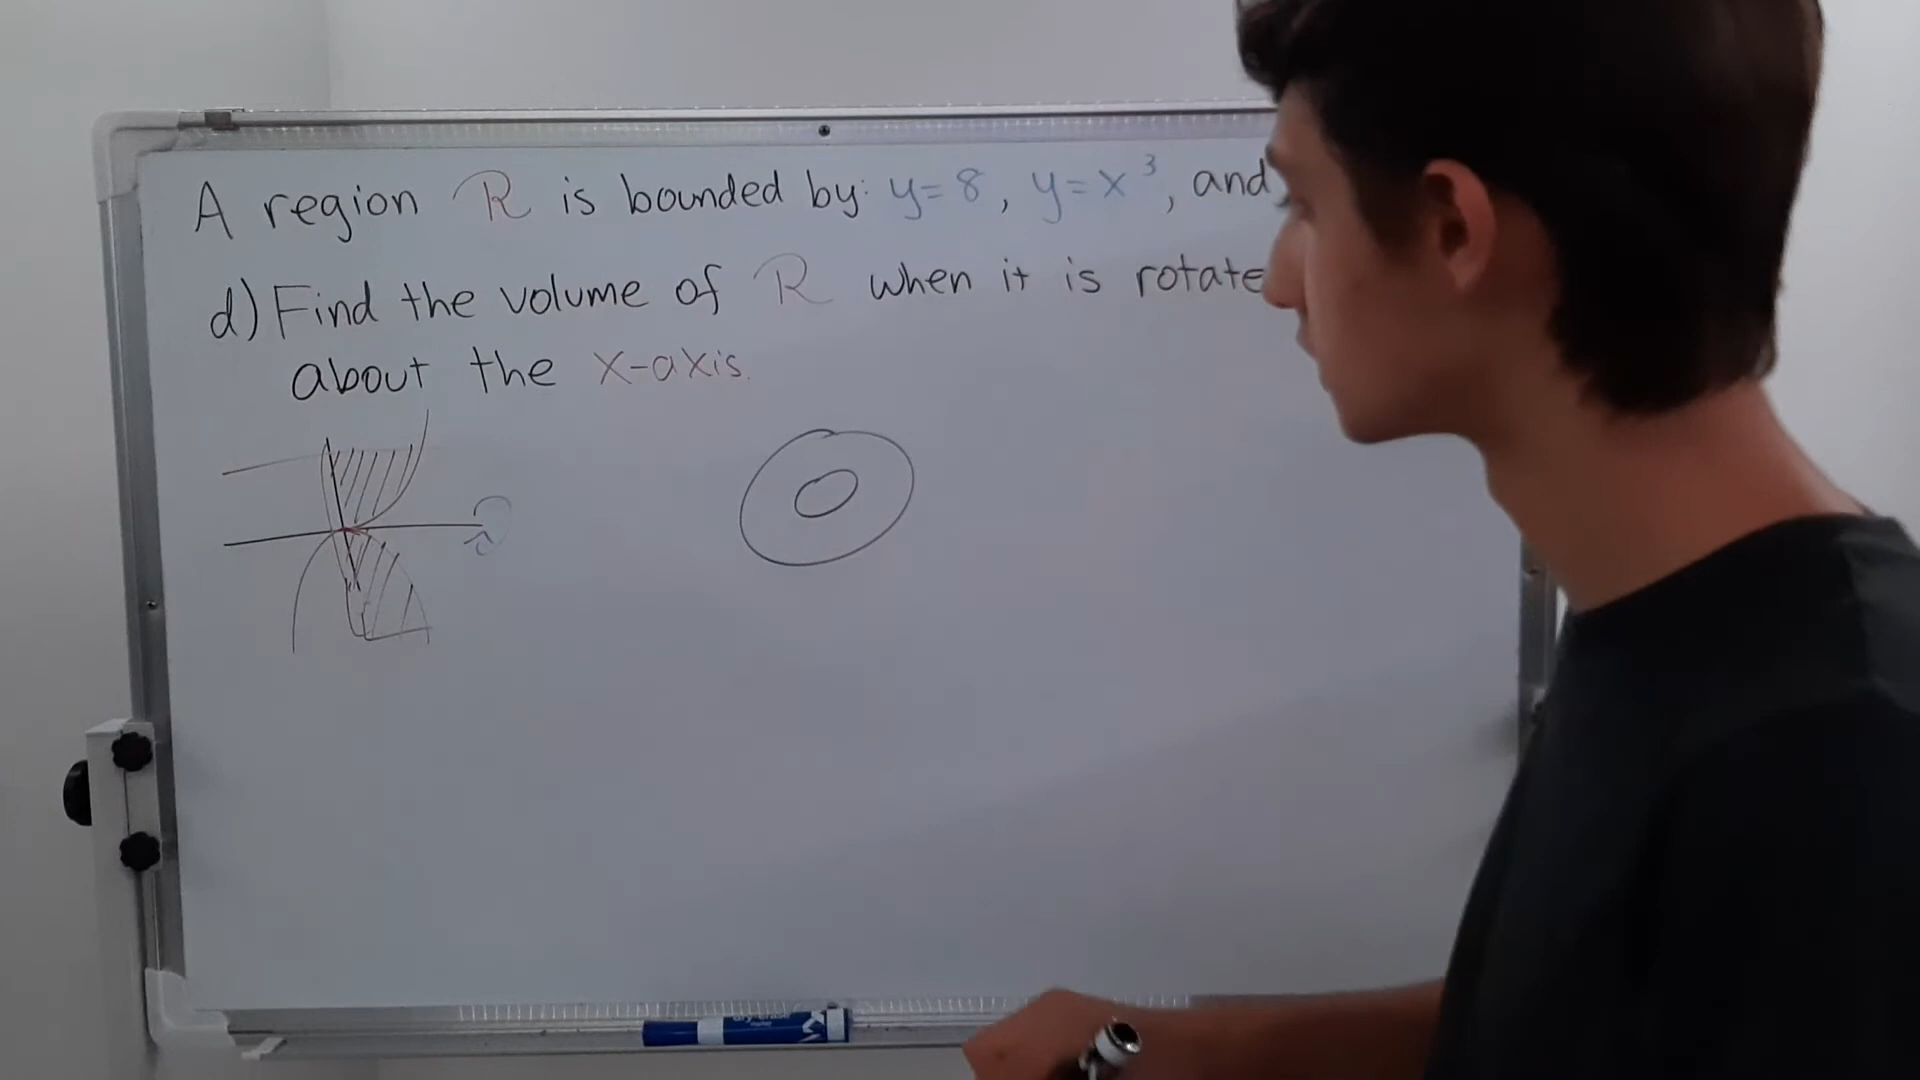 A region R is bounded by: y=8, y=x³, and
d) Find the volume of R when it is rotate
about the x-axis.